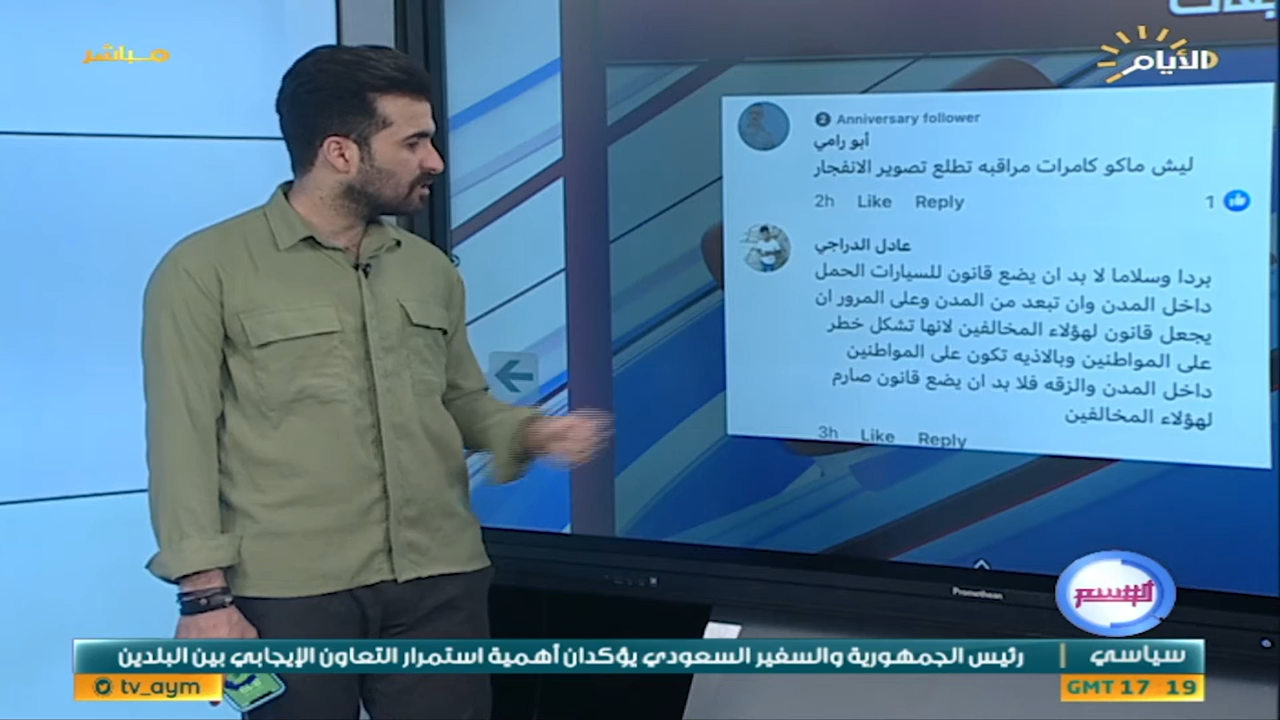 مباشر
الأيام
2 Anniversary follower
أبو رامي
ليش ماكو كامرات مراقبه تطلع تصوير الانفجار
2h Like Reply 1
عادل الدراجي
بردا وسلاما لا بد ان يضع قانون للسيارات الحمل
داخل المدن وان تبعد من المدن وعلى المرور ان
يجعل قانون لهؤلاء المخالفين لانها تشكل خطر
على المواطنين وبالاذيه تكون على المواطنين
داخل المدن والزقه فلا بد ان يضع قانون صارم
لهؤلاء المخالفين
3h Like Reply
Promethean
سياسي | رئيس الجمهورية والسفير السعودي يؤكدان أهمية استمرار التعاون الإيجابي بين البلدين
tv_aym
GMT 17 19